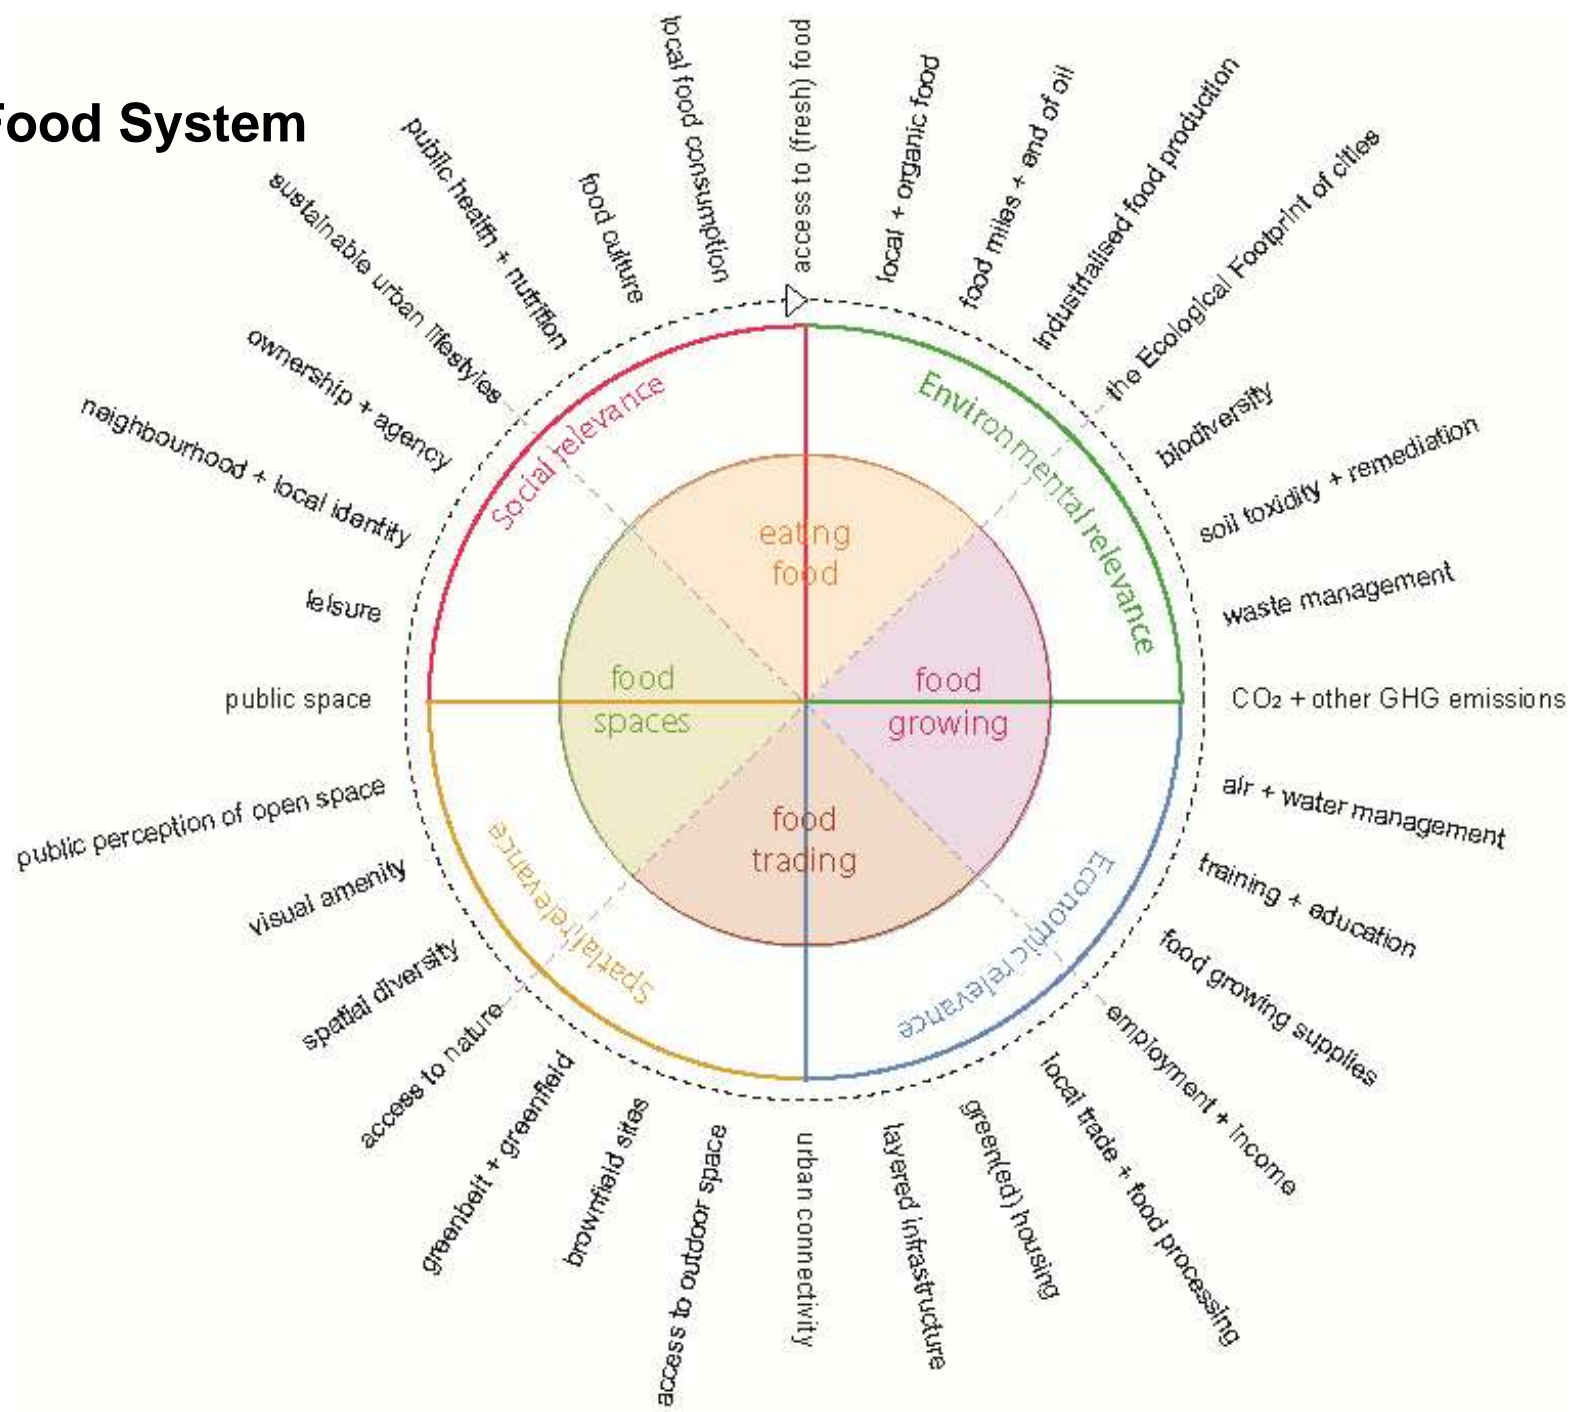 Food System
access to (fresh) food
local + organic food
food miles + end of oil
industrialised food production
the Ecological Footprint of cities
biodiversity
soil toxidity + remediation
waste management
CO₂ + other GHG emissions
air + water management
training + education
food growing supplies
employment + income
local trade + food processing
green(ed) housing
layered infrastructure
urban connectivity
access to outdoor space
brownfield sites
greenbelt + greenfield
access to nature
spatial diversity
visual amenity
public perception of open space
public space
leisure
neighbourhood + local identity
ownership + agency
sustainable urban lifestyles
public health + nutrition
food culture
local food consumption
Social relevance
Environmental relevance
Economic relevance
Spatial relevance
eating
food
food
growing
food
trading
food
spaces